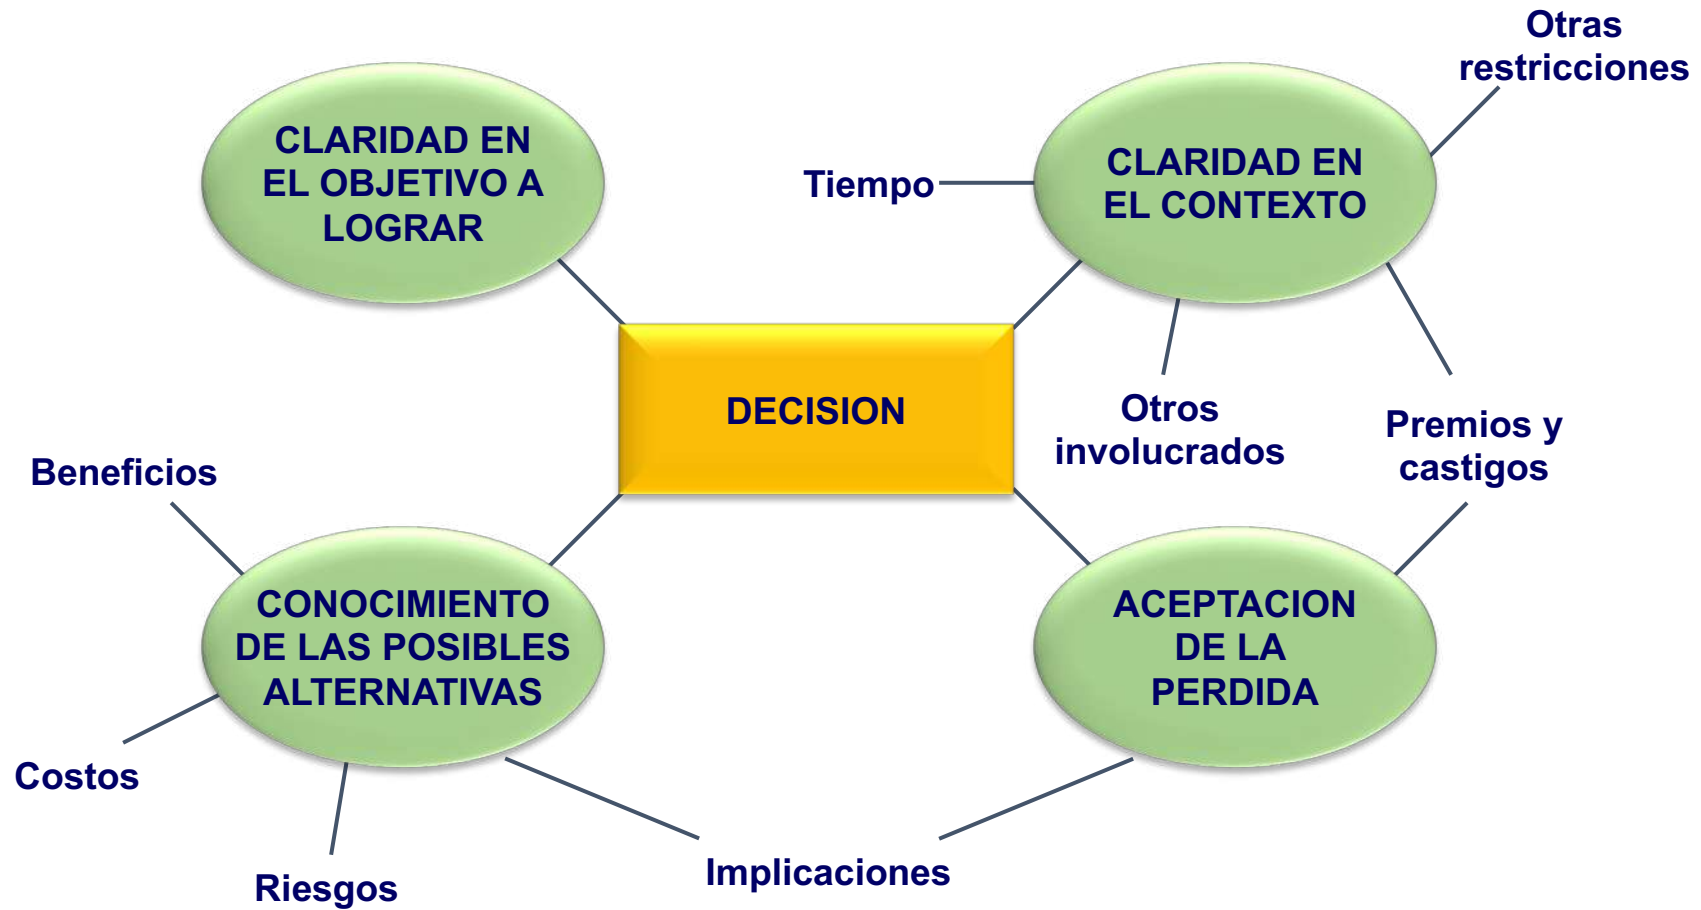 Otras
restricciones
CLARIDAD EN
EL OBJETIVO A
LOGRAR
Tiempo
CLARIDAD EN
EL CONTEXTO
DECISION
Otros
involucrados
Premios y
castigos
Beneficios
CONOCIMIENTO
DE LAS POSIBLES
ALTERNATIVAS
ACEPTACION
DE LA
PERDIDA
Costos
Riesgos
Implicaciones